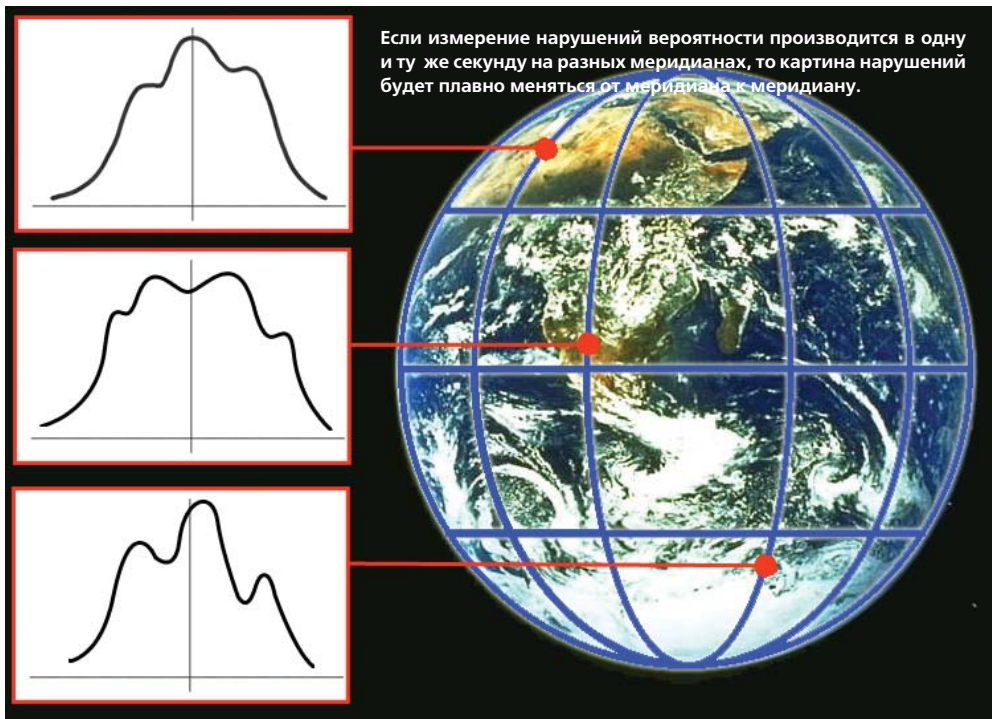 Если измерение нарушений вероятности производится в одну
и ту же секунду на разных меридианах, то картина нарушений
будет плавно меняться от меридиана к меридиану.